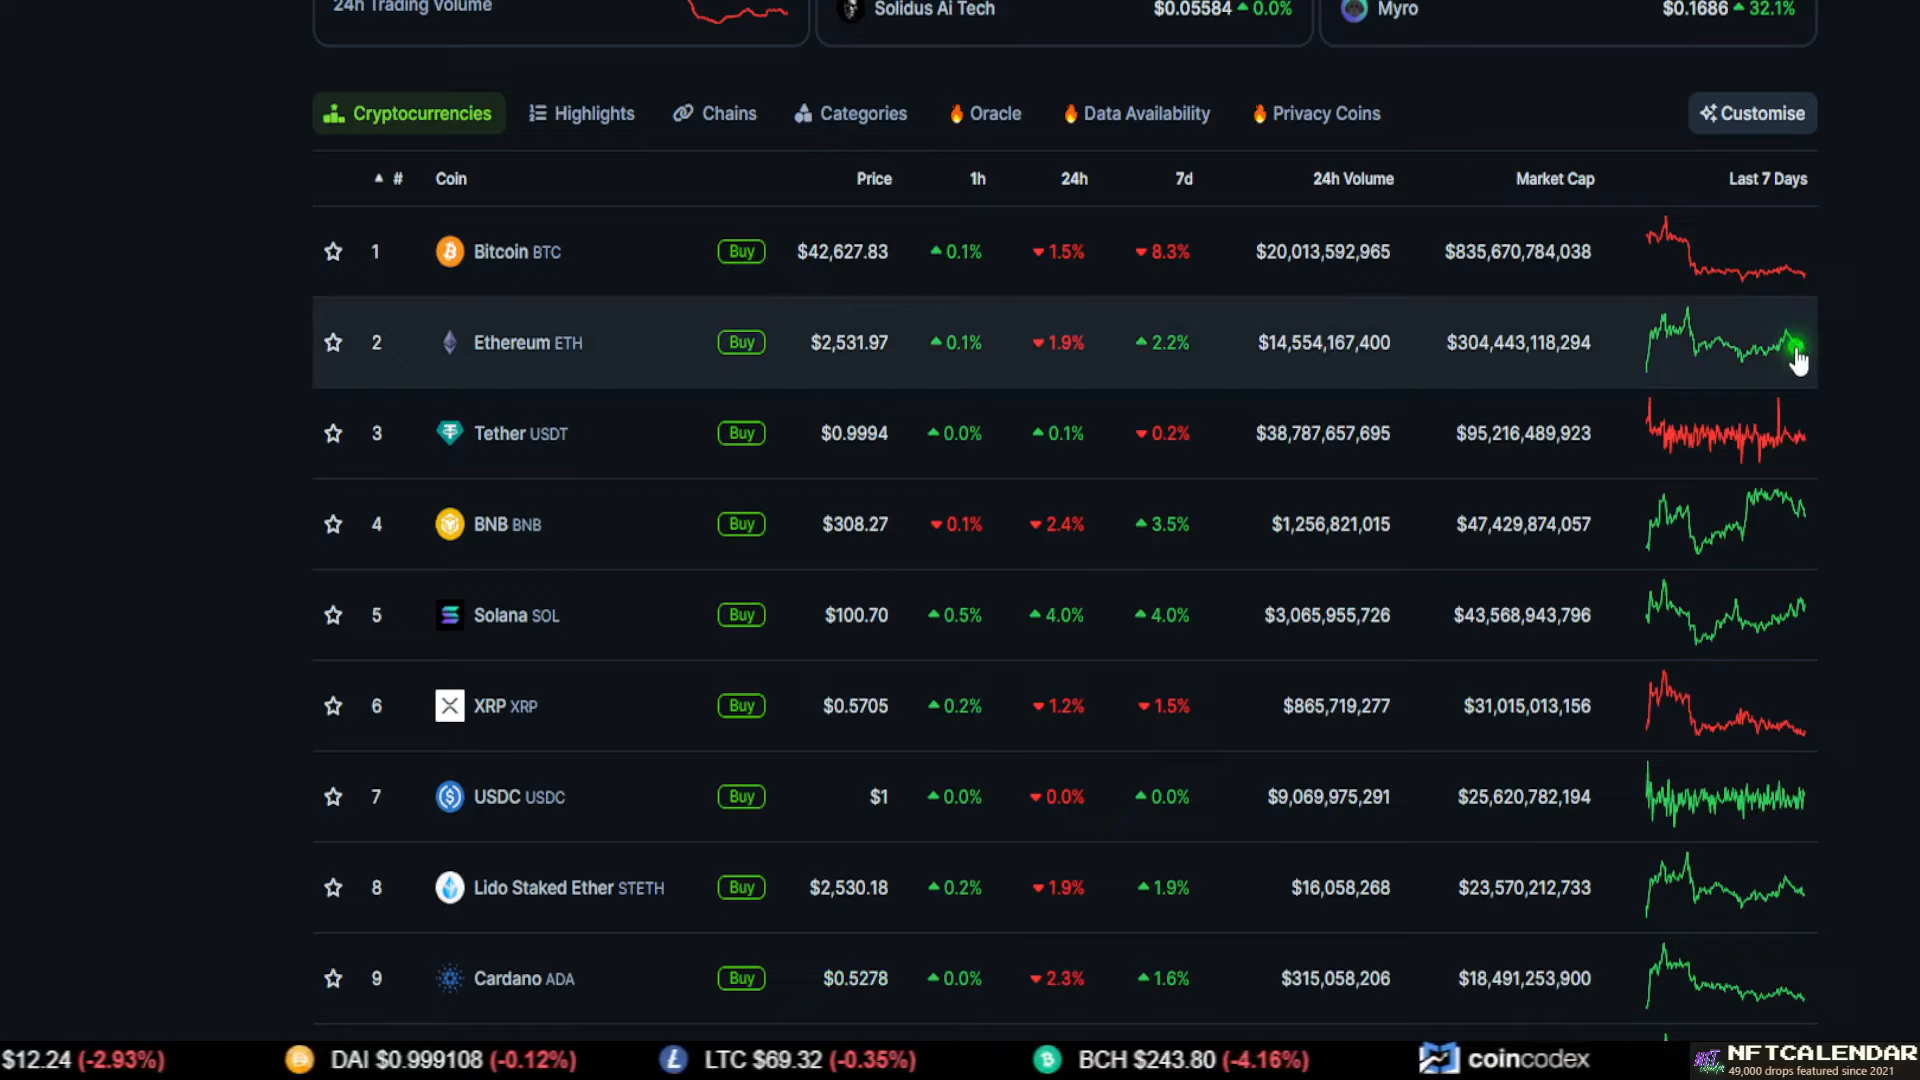 24h Trading Volume
Solidus Ai Tech $0.05584 0.0%
Myro $0.1686 32.1%
Cryptocurrencies Highlights Chains Categories Oracle Data Availability Privacy Coins Customise
# Coin Price 1h 24h 7d 24h Volume Market Cap Last 7 Days
1 Bitcoin BTC Buy $42,627.83 0.1% 1.5% 8.3% $20,013,592,965 $835,670,784,038
2 Ethereum ETH Buy $2,531.97 0.1% 1.9% 2.2% $14,554,167,400 $304,443,118,294
3 Tether USDT Buy $0.9994 0.0% 0.1% 0.2% $38,787,657,695 $95,216,489,923
4 BNB BNB Buy $308.27 0.1% 2.4% 3.5% $1,256,821,015 $47,429,874,057
5 Solana SOL Buy $100.70 0.5% 4.0% 4.0% $3,065,955,726 $43,568,943,796
6 XRP XRP Buy $0.5705 0.2% 1.2% 1.5% $865,719,277 $31,015,013,156
7 USDC USDC Buy $1 0.0% 0.0% 0.0% $9,069,975,291 $25,620,782,194
8 Lido Staked Ether STETH Buy $2,530.18 0.2% 1.9% 1.9% $16,058,268 $23,570,212,733
9 Cardano ADA Buy $0.5278 0.0% 2.3% 1.6% $315,058,206 $18,491,253,900
$12.24 (-2.93%) DAI $0.999108 (-0.12%) LTC $69.32 (-0.35%) BCH $243.80 (-4.16%) coincodex
NFTCALENDAR
49,000 drops featured since 2021